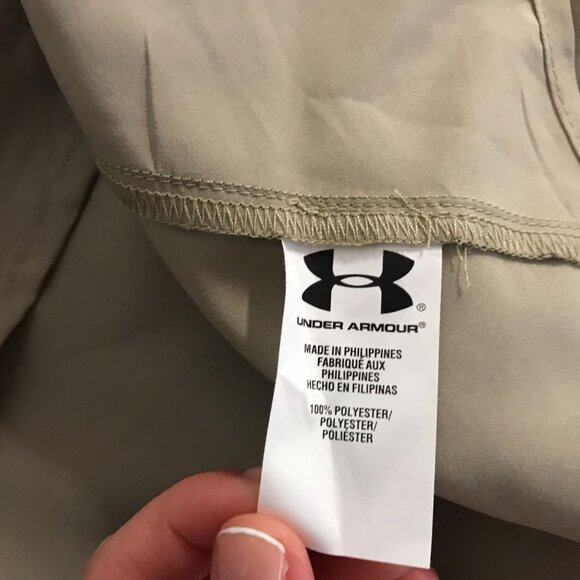 UNDER ARMOUR®
MADE IN PHILIPPINES
FABRIQUÉ AUX
PHILIPPINES
HECHO EN FILIPINAS
100% POLYESTER/
POLYESTER/
POLIÉSTER